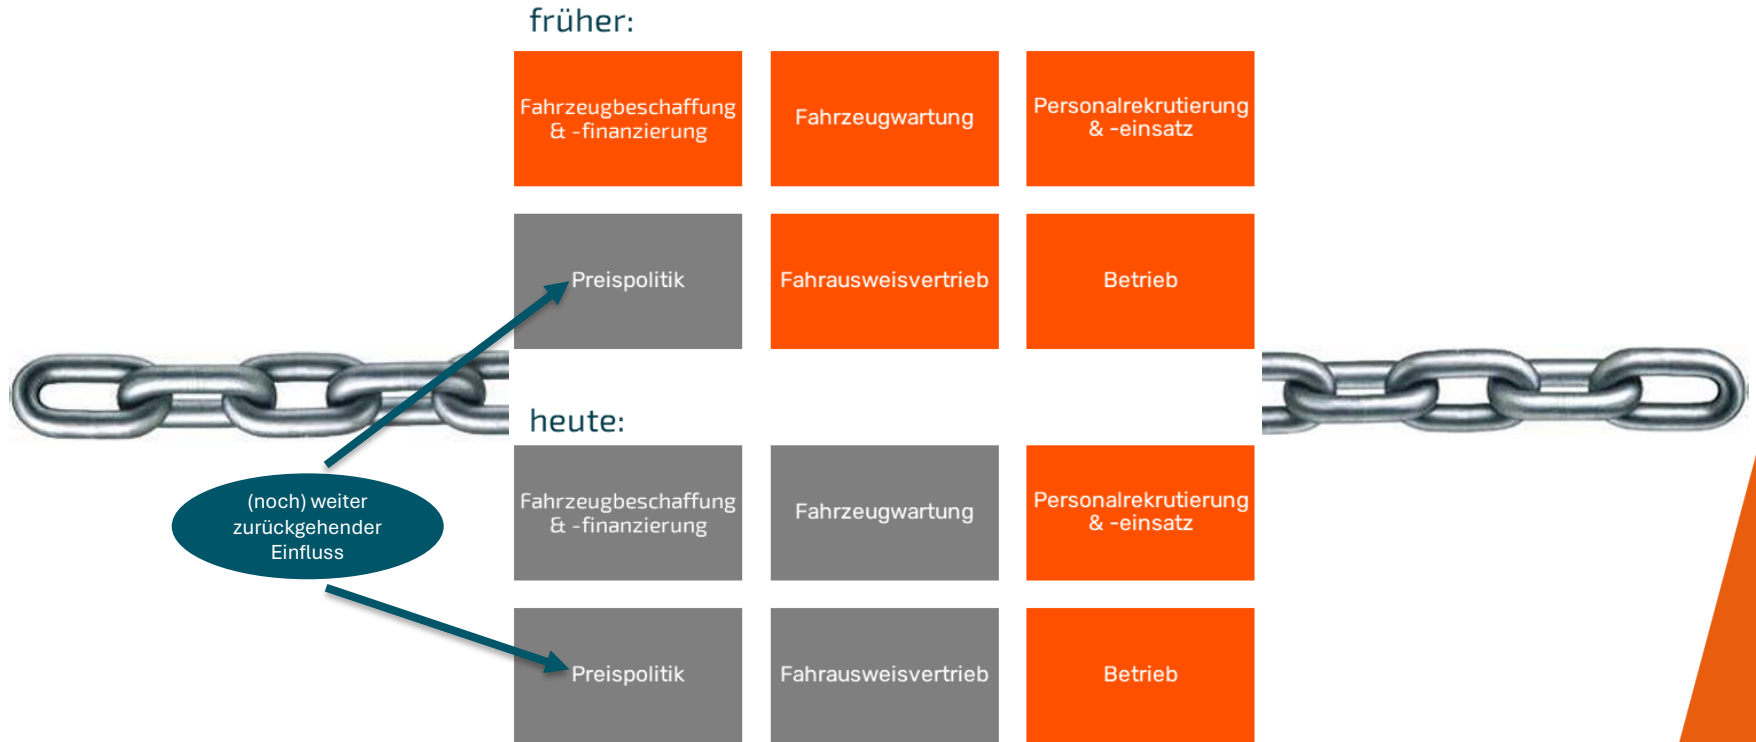 früher:
Fahrzeugbeschaffung
& -finanzierung
Fahrzeugwartung
Personalrekrutierung
& -einsatz
Preispolitik
Fahrausweisvertrieb
Betrieb
heute:
(noch) weiter
zurückgehender
Einfluss
Fahrzeugbeschaffung
& -finanzierung
Fahrzeugwartung
Personalrekrutierung
& -einsatz
Preispolitik
Fahrausweisvertrieb
Betrieb